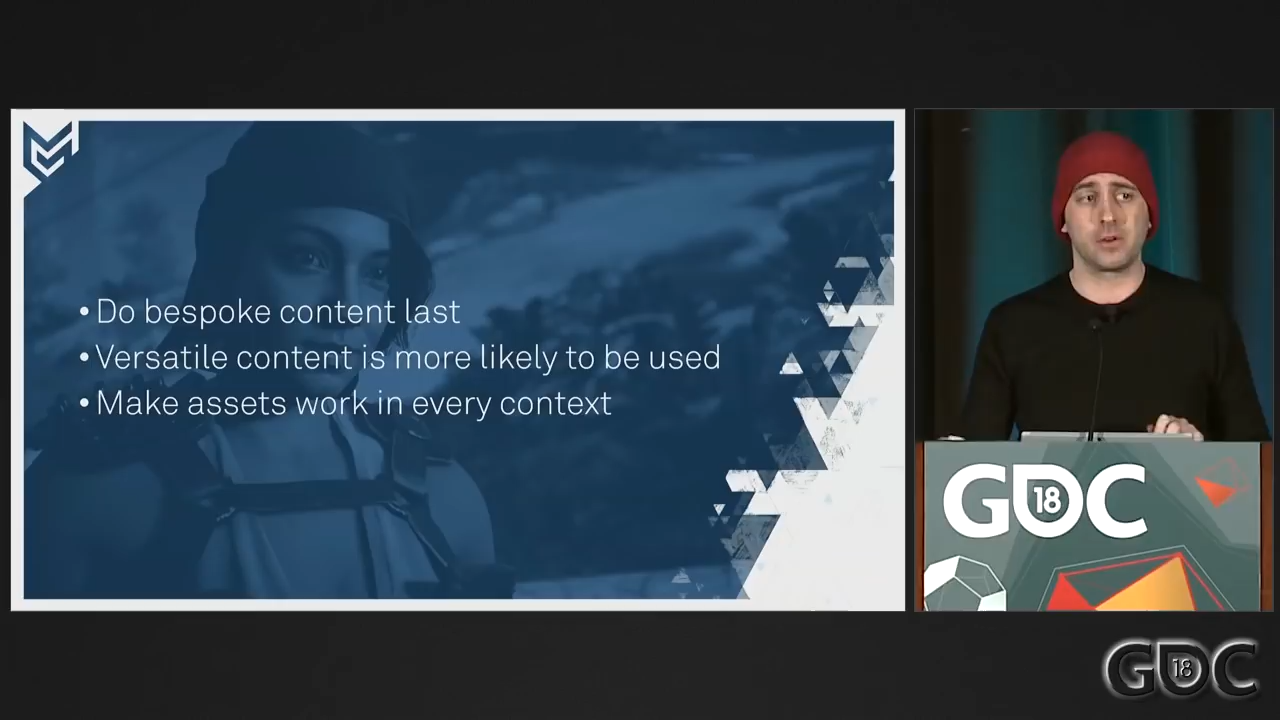 • Do bespoke content last
• Versatile content is more likely to be used
• Make assets work in every context
GDC
18
GDC
18